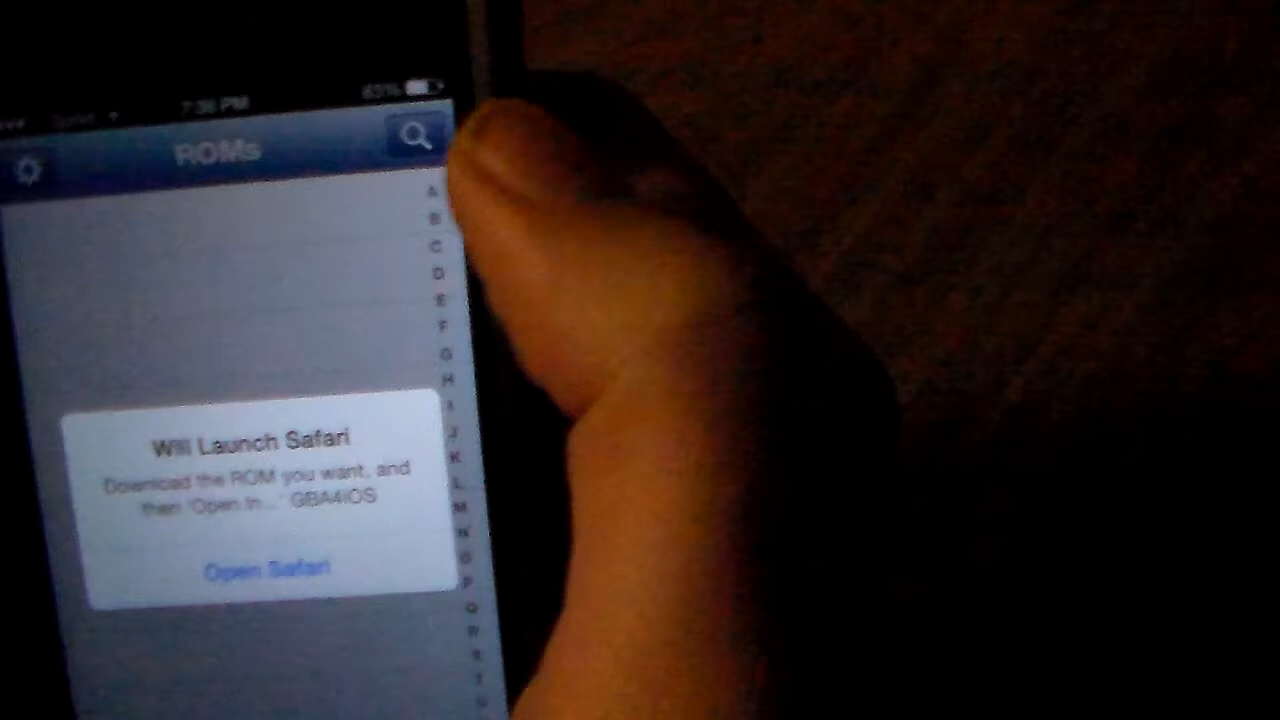 7:36 PM 63%
ROMs
A
B
C
D
E
F
G
H
I
J
K
L
M
N
O
P
Q
R
S
T
U
Will Launch Safari
Download the ROM you want, and
then 'Open In...' GBA4iOS
Open Safari